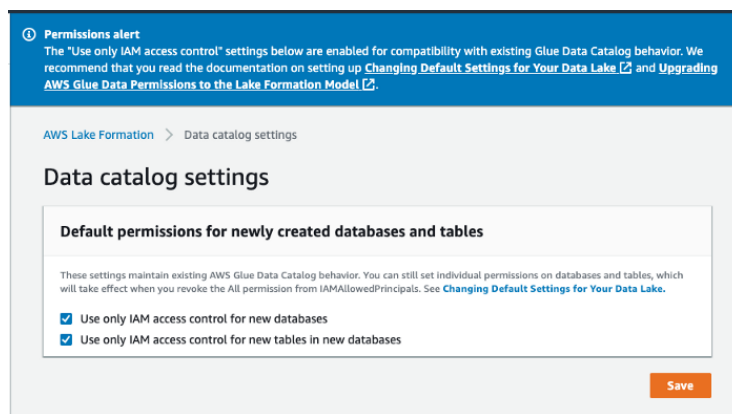 Permissions alert
The "Use only IAM access control" settings below are enabled for compatibility with existing Glue Data Catalog behavior. We
recommend that you read the documentation on setting up Changing Default Settings for Your Data Lake and Upgrading
AWS Glue Data Permissions to the Lake Formation Model.
AWS Lake Formation > Data catalog settings
Data catalog settings
Default permissions for newly created databases and tables
These settings maintain existing AWS Glue Data Catalog behavior. You can still set individual permissions on databases and tables, which
will take effect when you revoke the All permission from IAMAllowedPrincipals. See Changing Default Settings for Your Data Lake.
Use only IAM access control for new databases
Use only IAM access control for new tables in new databases
Save